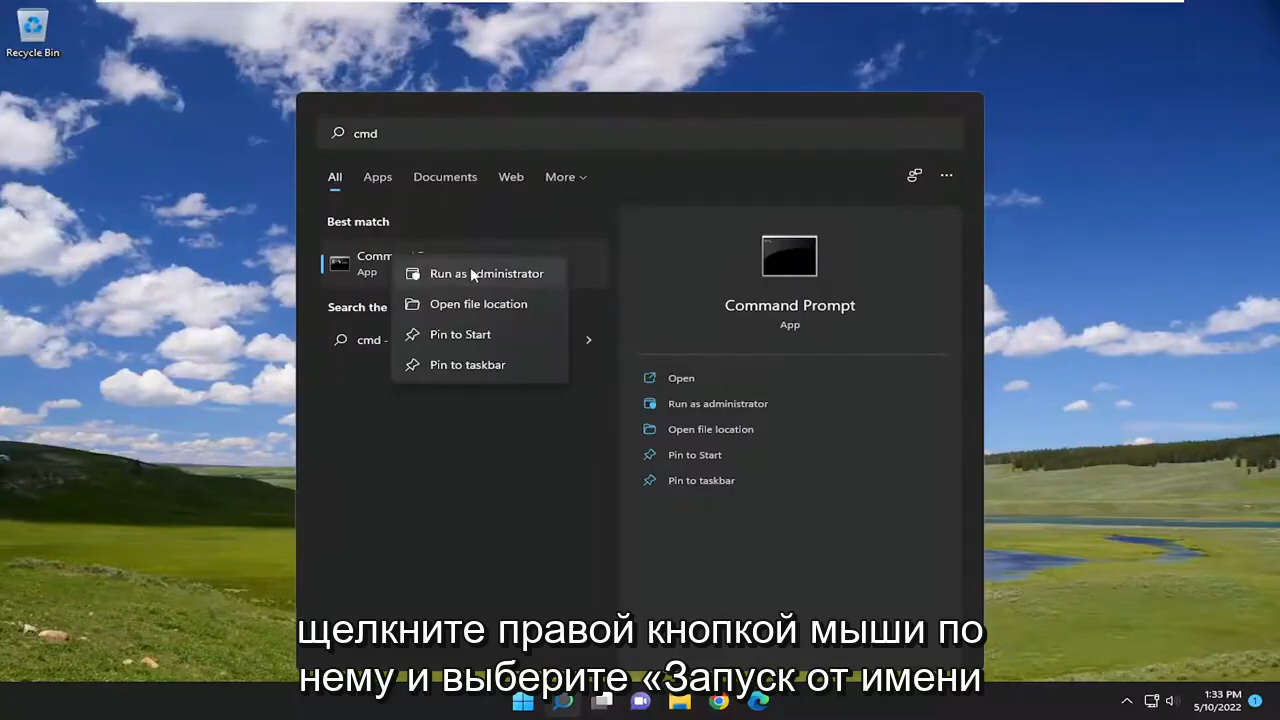 Recycle Bin
cmd
All
Apps
Documents
Web
More
Best match
App
Run as administrator
Open file location
Pin to Start
Pin to taskbar
Search the
cmd -
Command Prompt
App
Open
Run as administrator
Open file location
Pin to Start
Pin to taskbar
щелкните правой кнопкой мыши по
нему и выберите «Запуск от имени
1:33 PM
5/10/2022
1